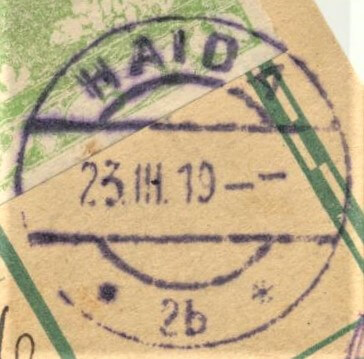 HAID
23.III.19--
* 2b *